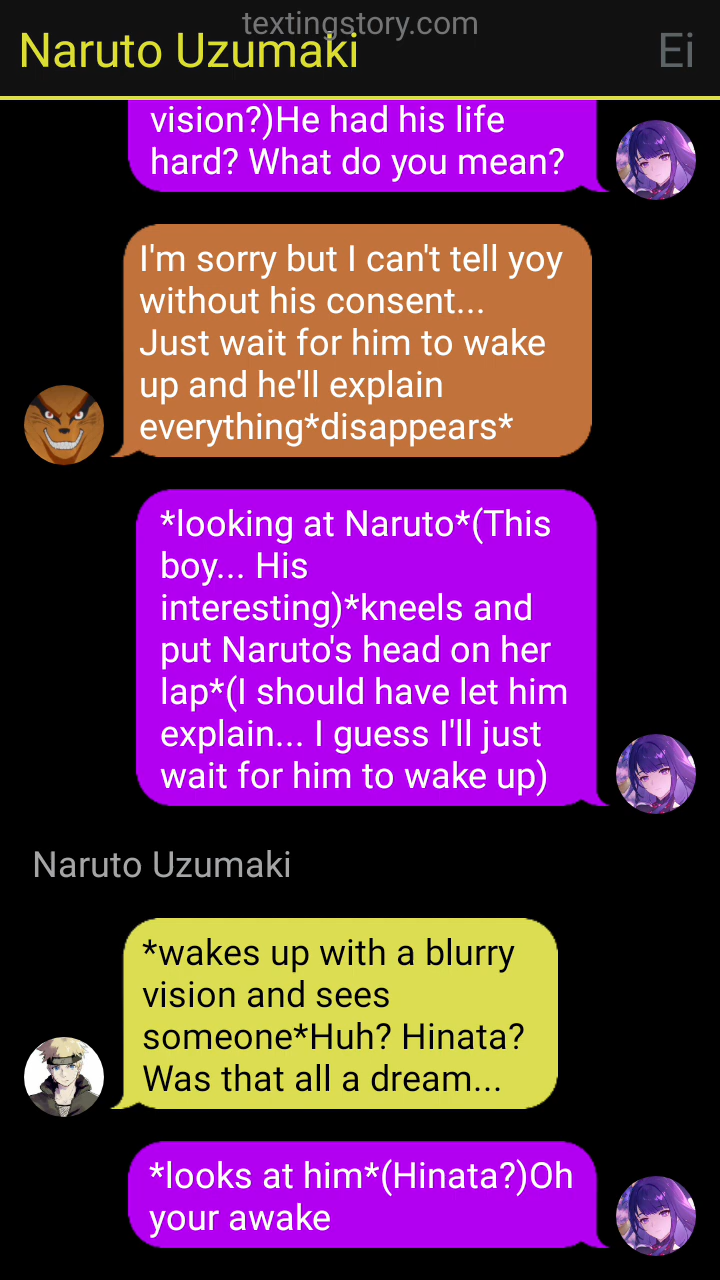 textingstory.com
Naruto Uzumaki
Ei
vision?)He had his life
hard? What do you mean?
I'm sorry but I can't tell yoy
without his consent...
Just wait for him to wake
up and he'll explain
everything*disappears*
*looking at Naruto*(This
boy... His
interesting)*kneels and
put Naruto's head on her
lap*(I should have let him
explain... I guess I'll just
wait for him to wake up)
Naruto Uzumaki
*wakes up with a blurry
vision and sees
someone*Huh? Hinata?
Was that all a dream...
*looks at him*(Hinata?)Oh
your awake